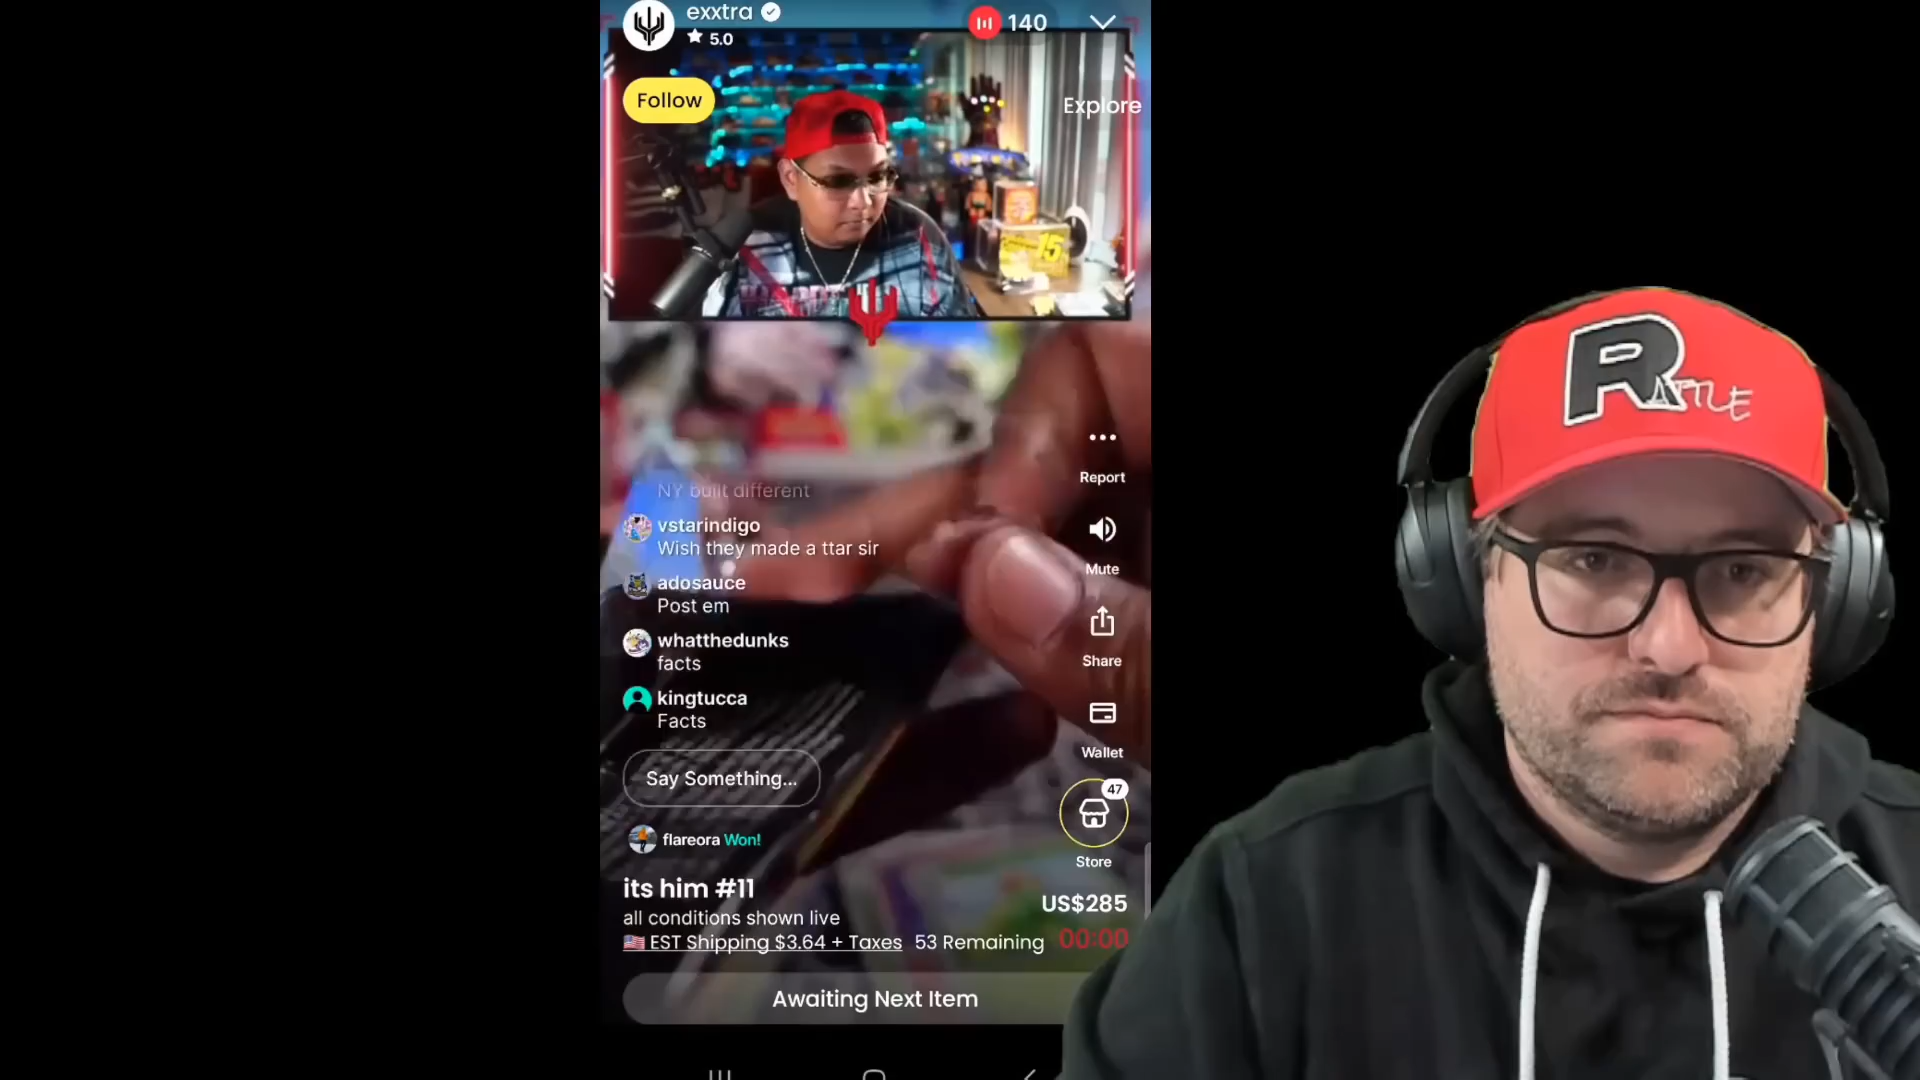 exxtra
5.0
140
Follow
Explore
15
RATTLE
Report
NY built different
vstarindigo
Wish they made a ttar sir
Mute
adosauce
Post em
whatthedunks
facts
Share
kingtucca
Facts
Wallet
Say Something...
47
Store
flareora Won!
its him #11
US$285
all conditions shown live
EST Shipping $3.64 + Taxes 53 Remaining 00:00
Awaiting Next Item